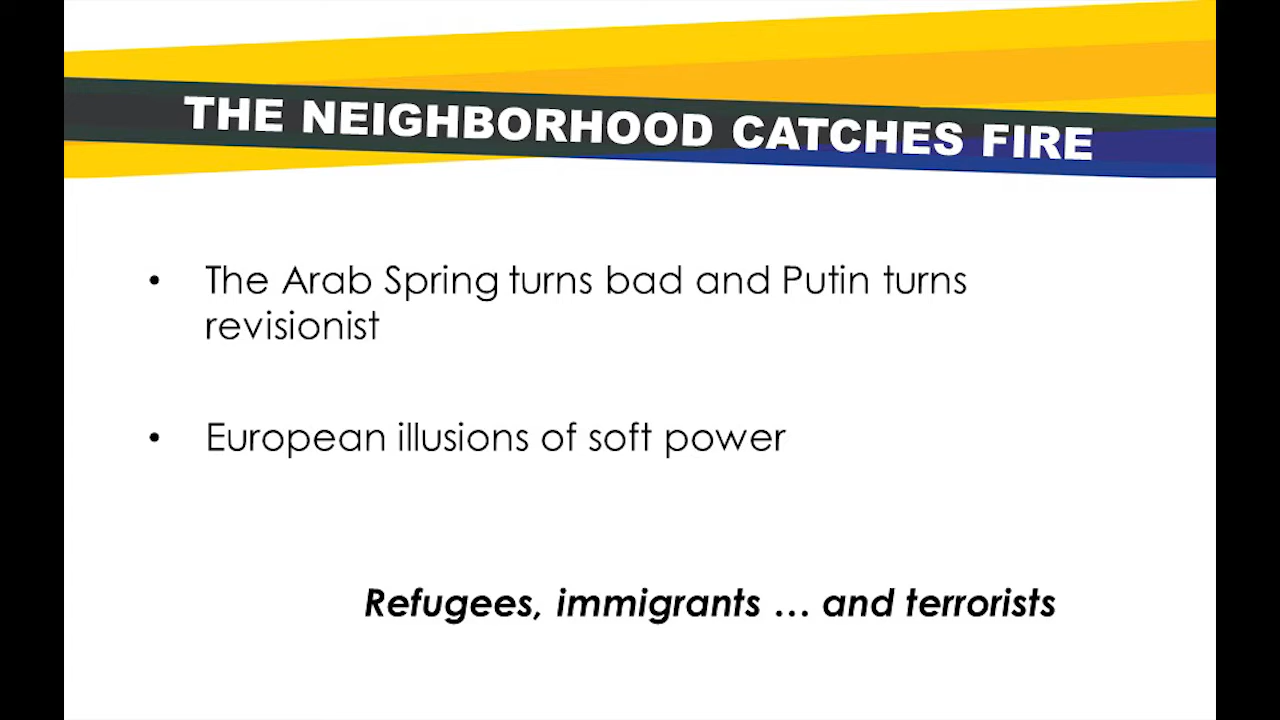 THE NEIGHBORHOOD CATCHES FIRE
• The Arab Spring turns bad and Putin turns
revisionist
• European illusions of soft power
Refugees, immigrants … and terrorists